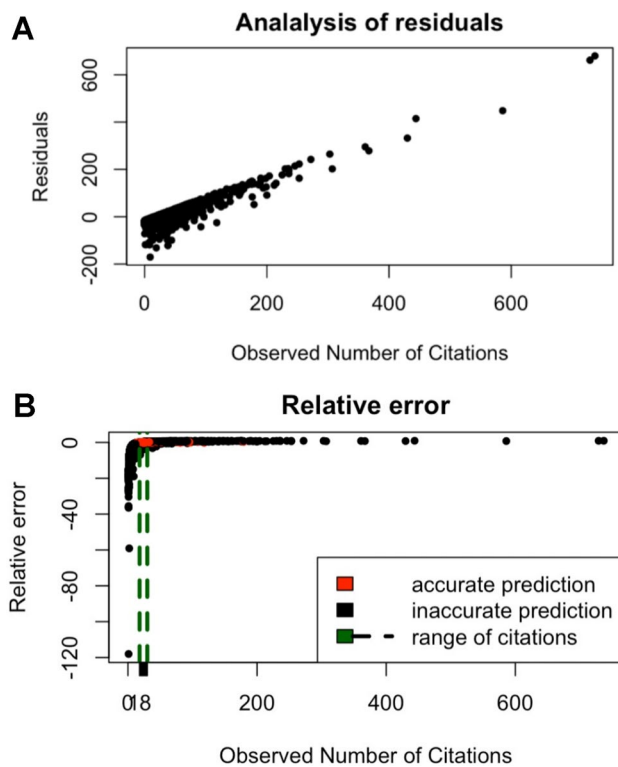 A
Analalysis of residuals
Residuals
600
200
0
-200
0 200 400 600
Observed Number of Citations
B
Relative error
Relative error
0
-40
-80
-120
accurate prediction
inaccurate prediction
range of citations
0 18 200 400 600
Observed Number of Citations